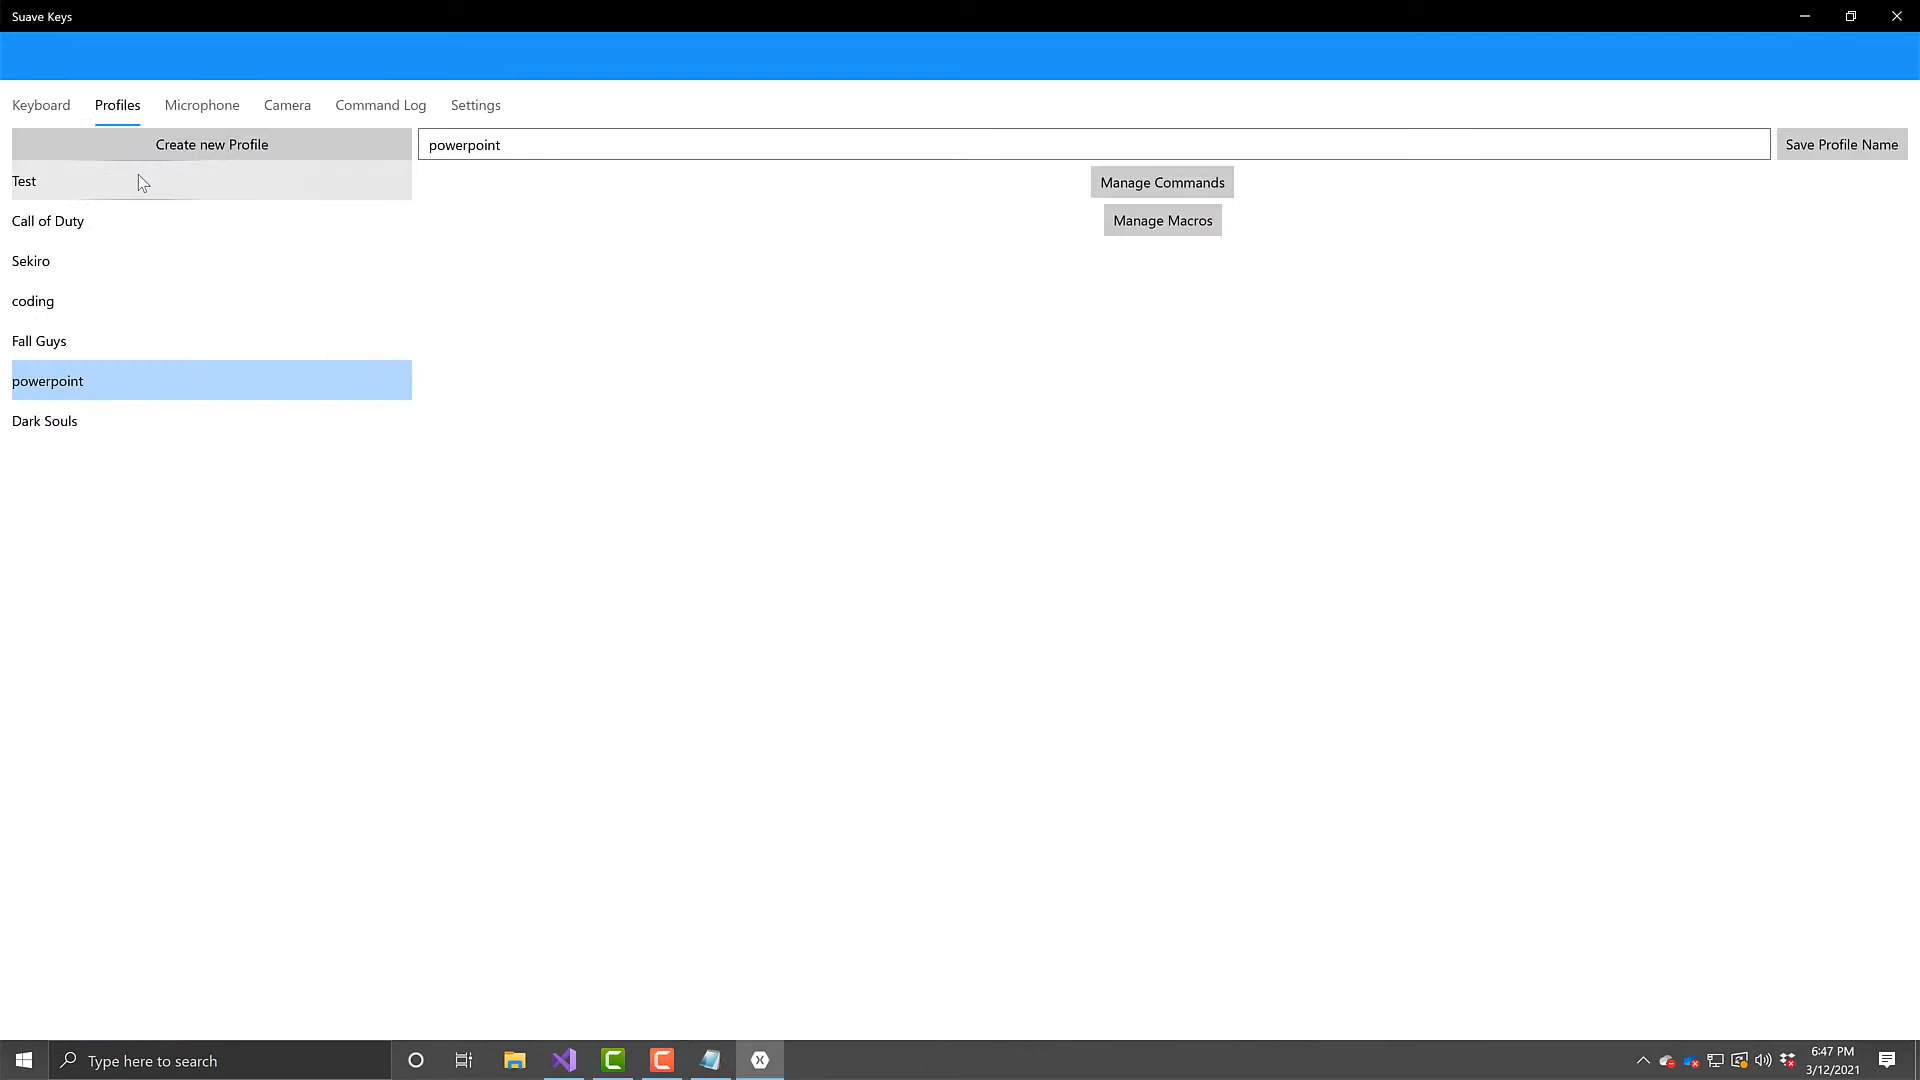 Suave Keys
Keyboard Profiles Microphone Camera Command Log Settings
Create new Profile
powerpoint
Save Profile Name
Test
Manage Commands
Call of Duty
Manage Macros
Sekiro
coding
Fall Guys
powerpoint
Dark Souls
Type here to search
6:47 PM
3/12/2021